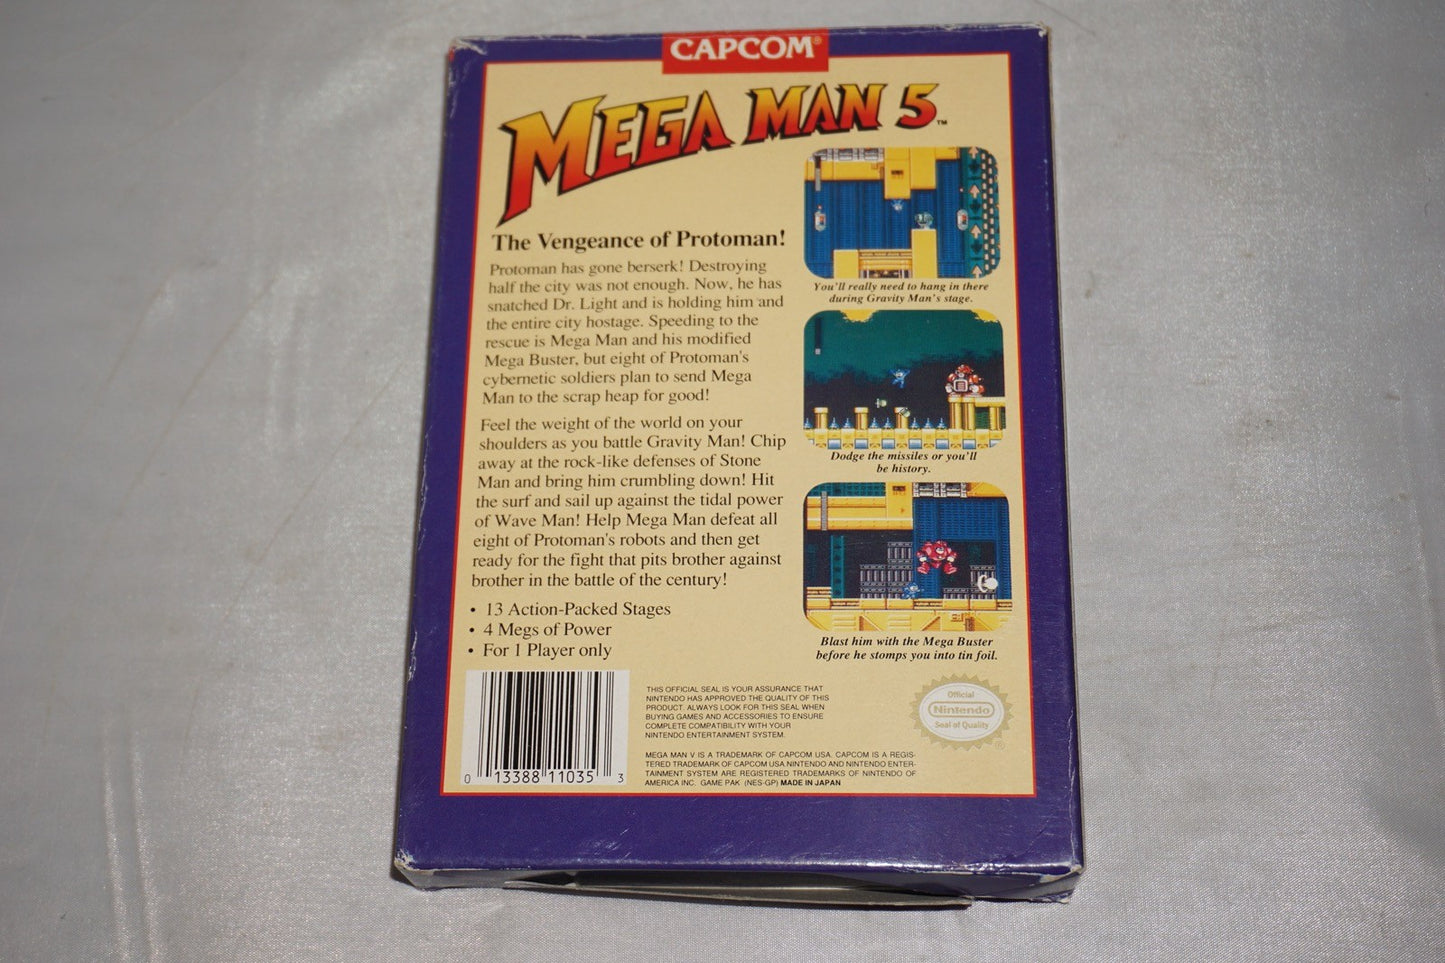 CAPCOM®
MEGA MAN 5™
The Vengeance of Protoman!
Protoman has gone berserk! Destroying
half the city was not enough. Now, he has
snatched Dr. Light and is holding him and
the entire city hostage. Speeding to the
rescue is Mega Man and his modified
Mega Buster, but eight of Protoman's
cybernetic soldiers plan to send Mega
Man to the scrap heap for good!
Feel the weight of the world on your
shoulders as you battle Gravity Man! Chip
away at the rock-like defenses of Stone
Man and bring him crumbling down! Hit
the surf and sail up against the tidal power
of Wave Man! Help Mega Man defeat all
eight of Protoman's robots and then get
ready for the fight that pits brother against
brother in the battle of the century!
• 13 Action-Packed Stages
• 4 Megs of Power
• For 1 Player only
You'll really need to hang in there
during Gravity Man's stage.
Dodge the missiles or you'll
be history.
Blast him with the Mega Buster
before he stomps you into tin foil.
0 13388 11035 3
THIS OFFICIAL SEAL IS YOUR ASSURANCE THAT
NINTENDO HAS APPROVED THE QUALITY OF THIS
PRODUCT. ALWAYS LOOK FOR THIS SEAL WHEN
BUYING GAMES AND ACCESSORIES TO ENSURE
COMPLETE COMPATIBILITY WITH YOUR
NINTENDO ENTERTAINMENT SYSTEM.
MEGA MAN V IS A TRADEMARK OF CAPCOM USA. CAPCOM IS A REGIS-
TERED TRADEMARK OF CAPCOM USA NINTENDO AND NINTENDO ENTER-
TAINMENT SYSTEM ARE REGISTERED TRADEMARKS OF NINTENDO OF
AMERICA INC. GAME PAK (NES-GP) MADE IN JAPAN
Official
Nintendo
Seal of Quality
®